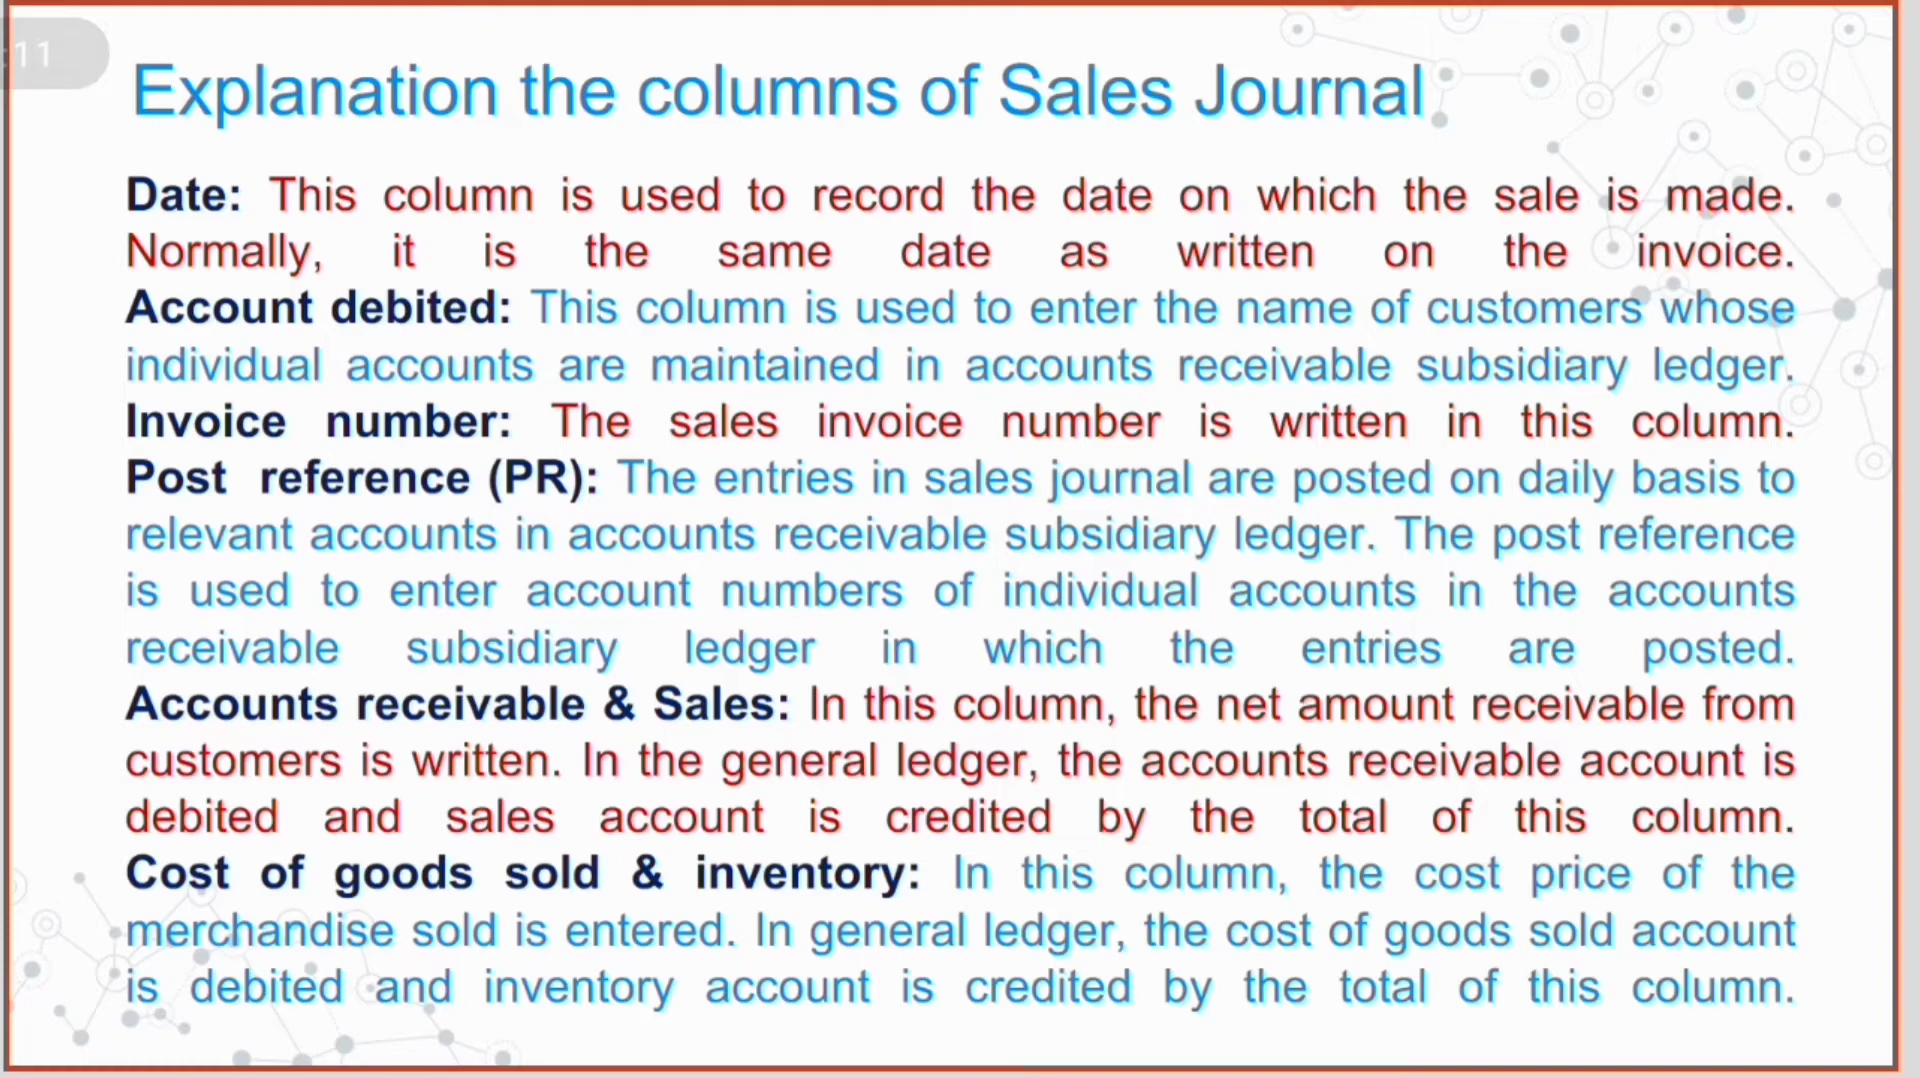 :11
Explanation the columns of Sales Journal
Date: This column is used to record the date on which the sale is made.
Normally, it is the same date as written on the invoice.
Account debited: This column is used to enter the name of customers whose
individual accounts are maintained in accounts receivable subsidiary ledger.
Invoice number: The sales invoice number is written in this column.
Post reference (PR): The entries in sales journal are posted on daily basis to
relevant accounts in accounts receivable subsidiary ledger. The post reference
is used to enter account numbers of individual accounts in the accounts
receivable subsidiary ledger in which the entries are posted.
Accounts receivable & Sales: In this column, the net amount receivable from
customers is written. In the general ledger, the accounts receivable account is
debited and sales account is credited by the total of this column.
Cost of goods sold & inventory: In this column, the cost price of the
merchandise sold is entered. In general ledger, the cost of goods sold account
is debited and inventory account is credited by the total of this column.